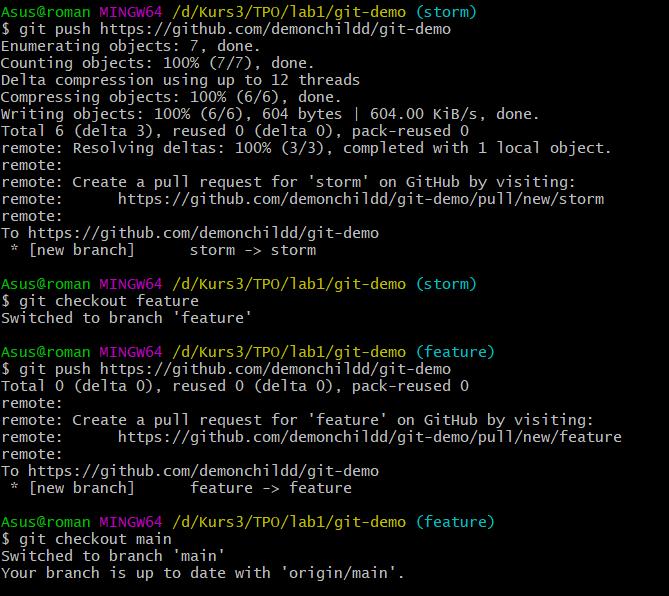 Asus@roman MINGW64 /d/Kurs3/TPO/lab1/git-demo (storm)
$ git push https://github.com/demonchildd/git-demo
Enumerating objects: 7, done.
Counting objects: 100% (7/7), done.
Delta compression using up to 12 threads
Compressing objects: 100% (6/6), done.
Writing objects: 100% (6/6), 604 bytes | 604.00 KiB/s, done.
Total 6 (delta 3), reused 0 (delta 0), pack-reused 0
remote: Resolving deltas: 100% (3/3), completed with 1 local object.
remote:
remote: Create a pull request for 'storm' on GitHub by visiting:
remote:      https://github.com/demonchildd/git-demo/pull/new/storm
remote:
To https://github.com/demonchildd/git-demo
 * [new branch]      storm -> storm
Asus@roman MINGW64 /d/Kurs3/TPO/lab1/git-demo (storm)
$ git checkout feature
Switched to branch 'feature'
Asus@roman MINGW64 /d/Kurs3/TPO/lab1/git-demo (feature)
$ git push https://github.com/demonchildd/git-demo
Total 0 (delta 0), reused 0 (delta 0), pack-reused 0
remote:
remote: Create a pull request for 'feature' on GitHub by visiting:
remote:      https://github.com/demonchildd/git-demo/pull/new/feature
remote:
To https://github.com/demonchildd/git-demo
 * [new branch]      feature -> feature
Asus@roman MINGW64 /d/Kurs3/TPO/lab1/git-demo (feature)
$ git checkout main
Switched to branch 'main'
Your branch is up to date with 'origin/main'.